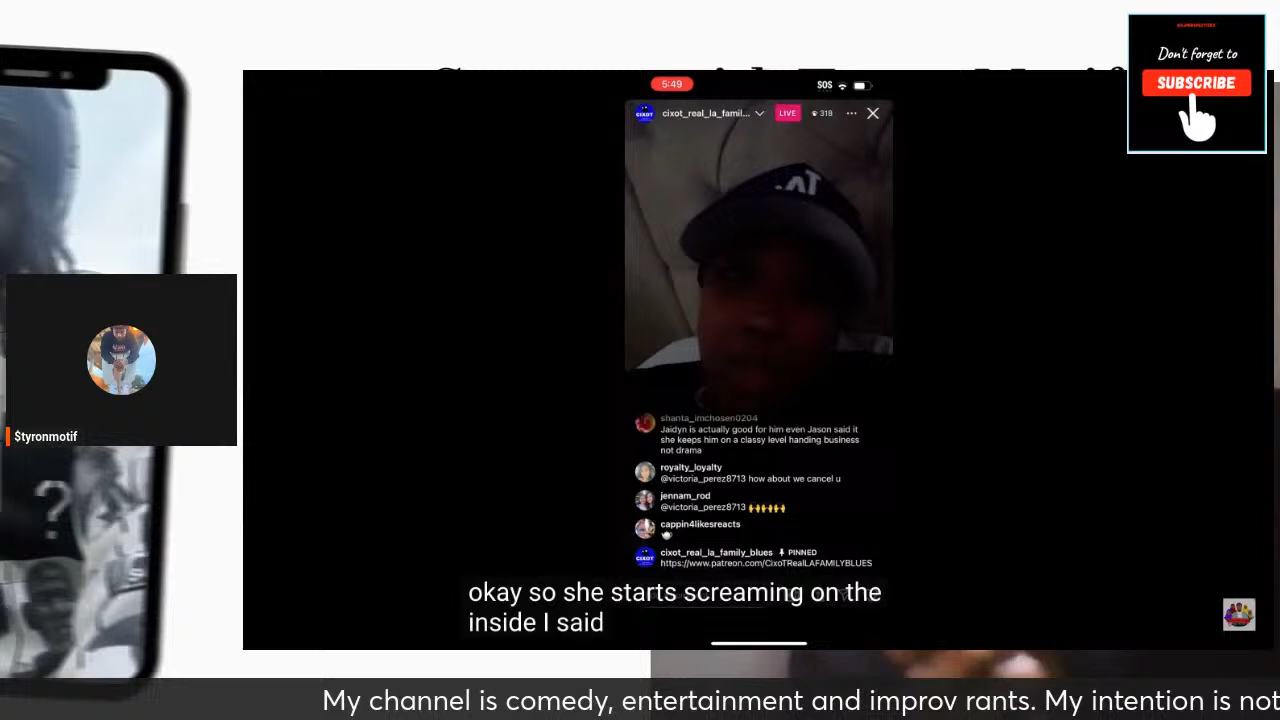 Don't forget to
SUBSCRIBE
5:49
SOS
CIXOT
cixot_real_la_famil...
LIVE
318
shanta_imchosen0204
Jaidyn is actually good for him even Jason said it
she keeps him on a classy level handing business
not drama
royalty_loyalty
@victoria_perez8713 how about we cancel u
jennam_rod
@victoria_perez8713 🙌🙌🙌🙌
cappin4likesreacts
CIXOT
cixot_real_la_family_blues PINNED
https://www.patreon.com/CixoTRealLAFAMILYBLUES
okay so she starts screaming on the
inside I said
$tyronmotif
?
My channel is comedy, entertainment and improv rants. My intention is not